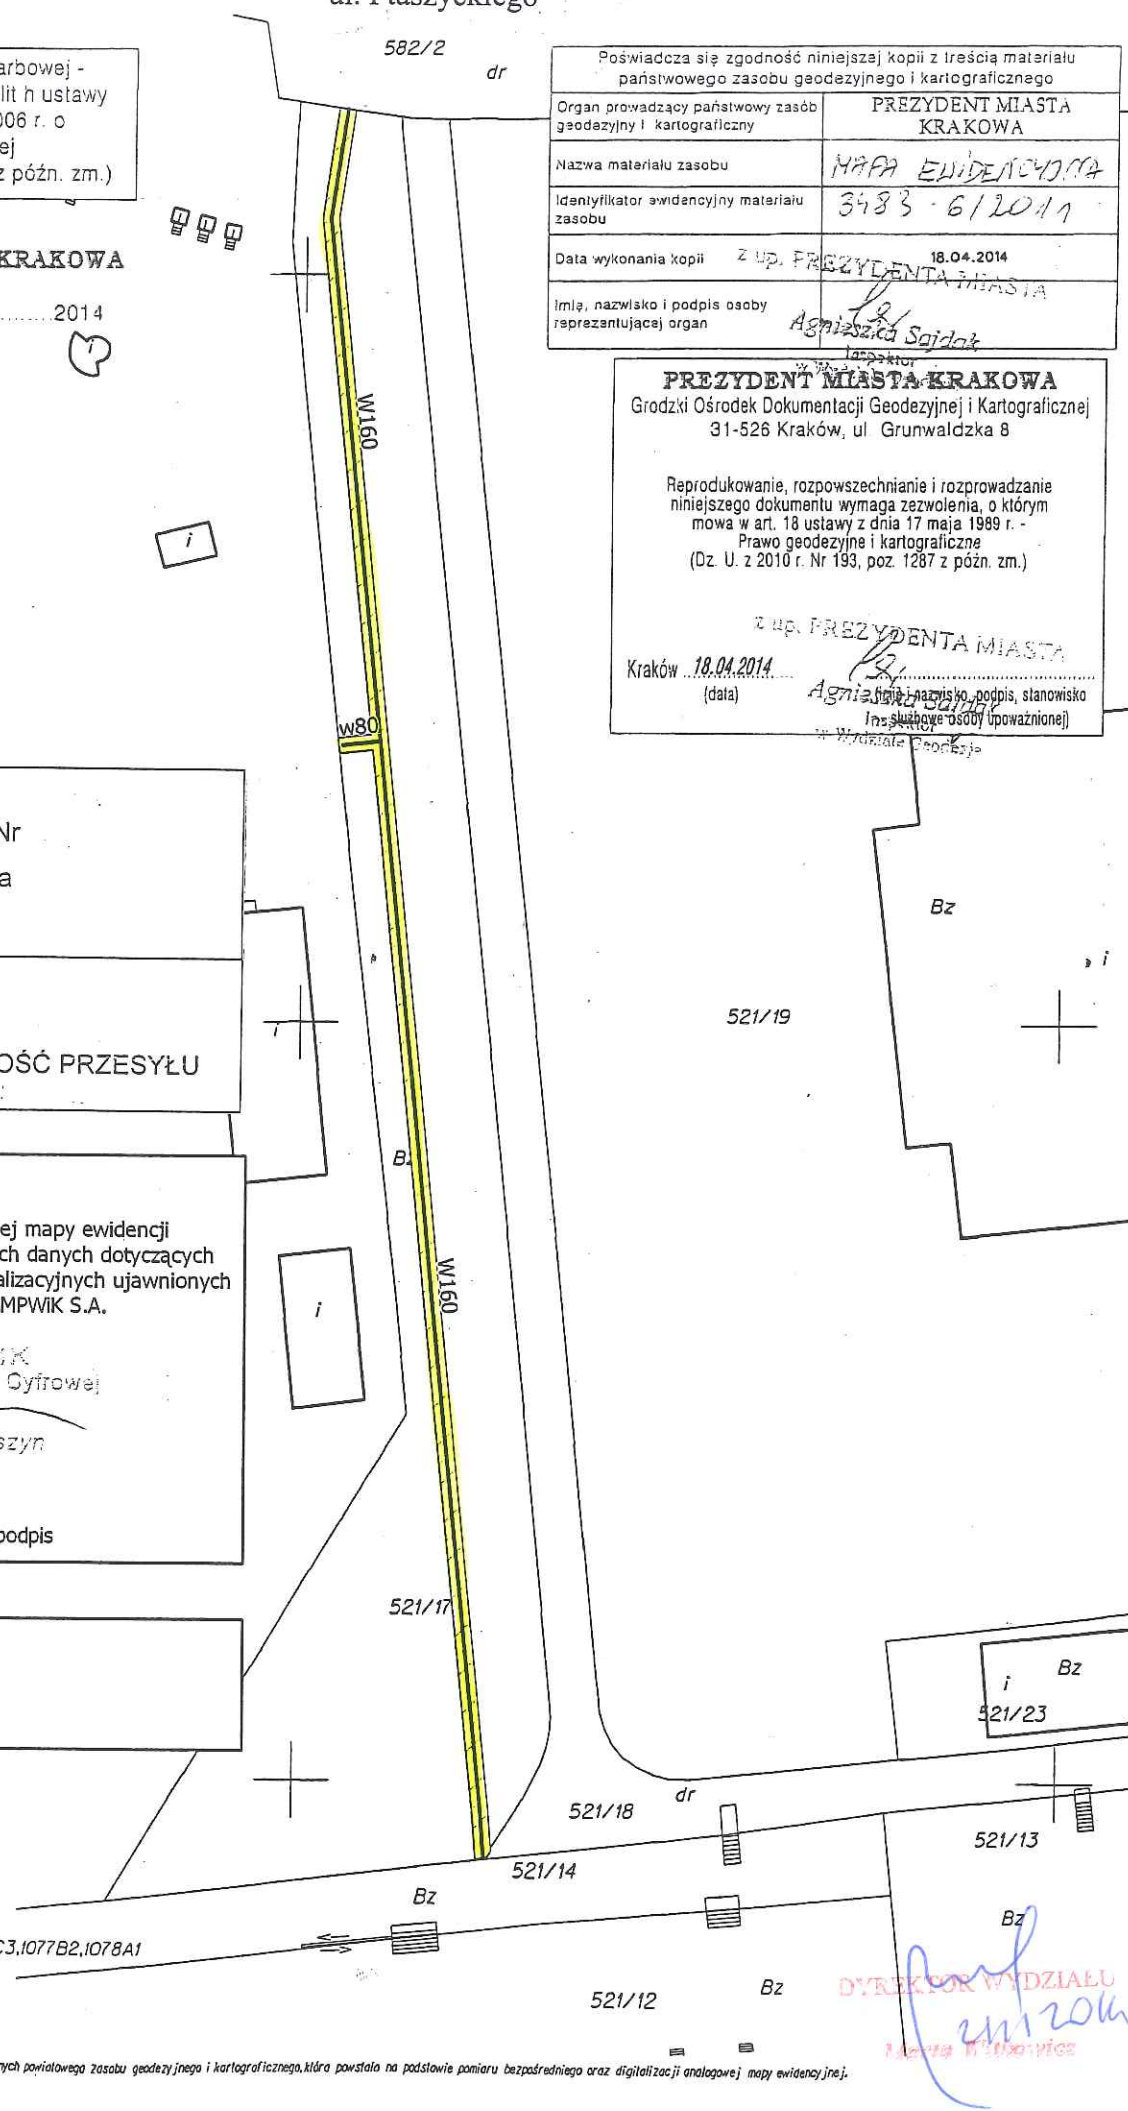 582/2
dr
arbowej -
lit h ustawy
006 r. o
ej
z późn. zm.)
KRAKOWA
2014
i
Poświadcza się zgodność niniejszej kopii z treścią materiału
państwowego zasobu geodezyjnego i kartograficznego
Organ prowadzący państwowy zasób
geodezyjny i kartograficzny
PREZYDENT MIASTA
KRAKOWA
Nazwa materiału zasobu
MAPA EWIDENCYJNA
Identyfikator ewidencyjny materiału
zasobu
3483-6/2011
Data wykonania kopii
18.04.2014
z up. PREZYDENTA MIASTA
Imię, nazwisko i podpis osoby
reprezentującej organ
Agnieszka Sajdak
Inspektor
PREZYDENT MIASTA KRAKOWA
Grodzki Ośrodek Dokumentacji Geodezyjnej i Kartograficznej
31-526 Kraków, ul Grunwaldzka 8
Reprodukowanie, rozpowszechnianie i rozprowadzanie
niniejszego dokumentu wymaga zezwolenia, o którym
mowa w art. 18 ustawy z dnia 17 maja 1989 r. -
Prawo geodezyjne i kartograficzne
(Dz. U. z 2010 r. Nr 193, poz. 1287 z późn. zm.)
z up. PREZYDENTA MIASTA
Kraków 18.04.2014
(data)
Agnieszka Sajdak
(imię i nazwisko, podpis, stanowisko
służbowe osoby upoważnionej)
Inspektor
w Wydziale Geodezji
W160
i
w80
Nr
a
Bz
i
521/19
i
OŚĆ PRZESYŁU
Bz
ej mapy ewidencji
ch danych dotyczących
alizacyjnych ujawnionych
MPWiK S.A.
Cyfrowej
szyn
podpis
W160
i
521/17
Bz
i
521/23
dr
521/18
521/13
521/14
Bz
Bz
C3,1077B2,1078A1
521/12
Bz
DYREKTOR WYDZIAŁU
nych powiatowego zasobu geodezyjnego i kartograficznego,która powstała na podstawie pomiaru bezpośredniego oraz digitalizacji analogowej mapy ewidencyjnej.